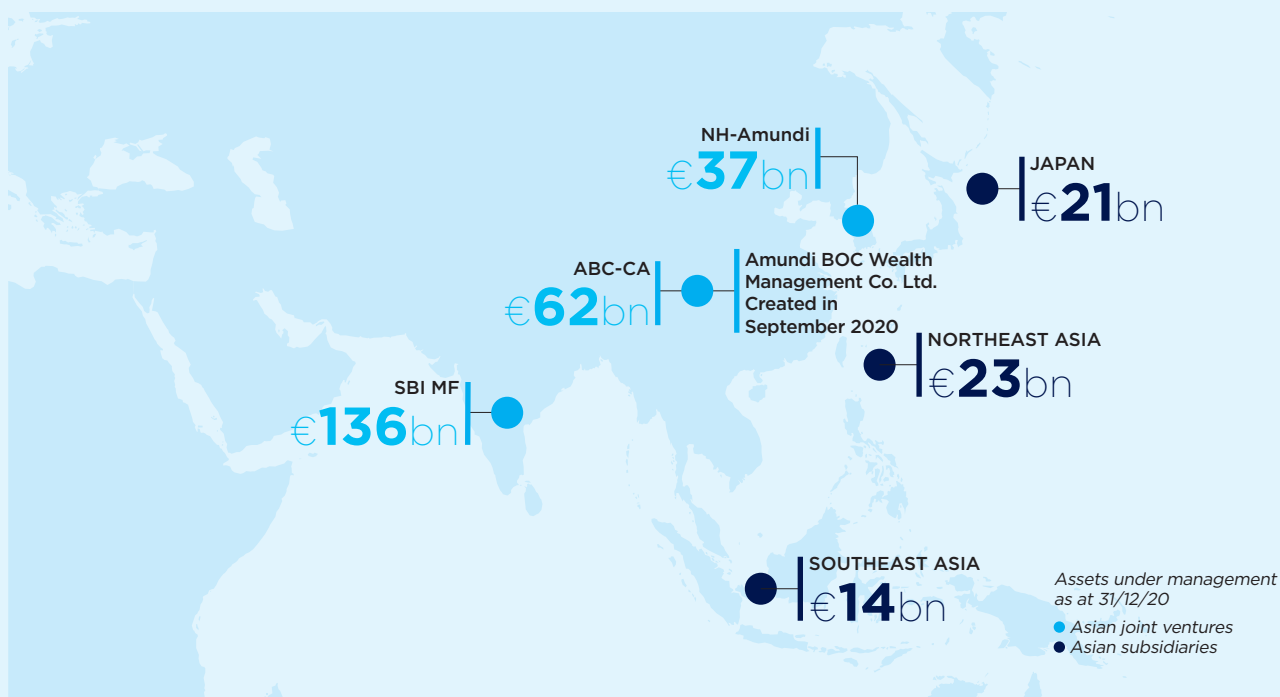 NH-Amundi
€37bn
JAPAN
€21bn
ABC-CA
€62bn
Amundi BOC Wealth
Management Co. Ltd.
Created in
September 2020
NORTHEAST ASIA
€23bn
SBI MF
€136bn
SOUTHEAST ASIA
€14bn
Assets under management
as at 31/12/20
Asian joint ventures
Asian subsidiaries